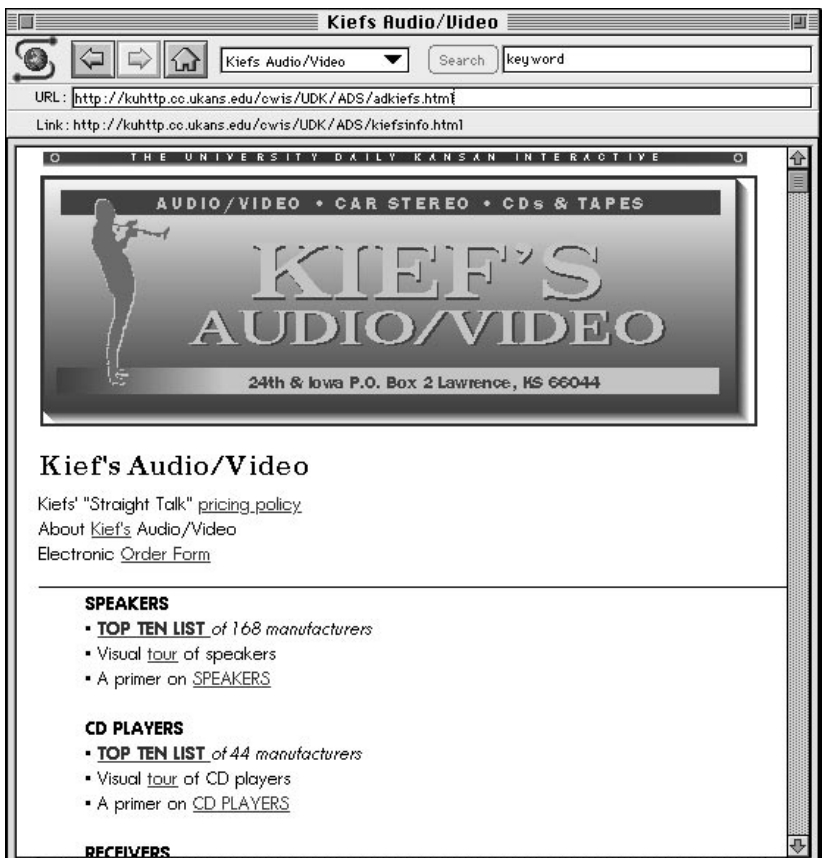 Kiefs Audio/Video
Kiefs Audio/Video Search keyword
URL: http://kuhttp.cc.ukans.edu/cwis/UDK/ADS/adkiefs.html
Link: http://kuhttp.cc.ukans.edu/cwis/UDK/ADS/kiefsinfo.html
THE UNIVERSITY DAILY KANSAN INTERACTIVE
AUDIO/VIDEO • CAR STEREO • CDs & TAPES
KIEF'S
AUDIO/VIDEO
24th & Iowa P.O. Box 2 Lawrence, KS 66044
Kief's Audio/Video
Kiefs' "Straight Talk" pricing policy
About Kief's Audio/Video
Electronic Order Form
SPEAKERS
▪ TOP TEN LIST of 168 manufacturers
▪ Visual tour of speakers
▪ A primer on SPEAKERS
CD PLAYERS
▪ TOP TEN LIST of 44 manufacturers
▪ Visual tour of CD players
▪ A primer on CD PLAYERS
RECEIVERS